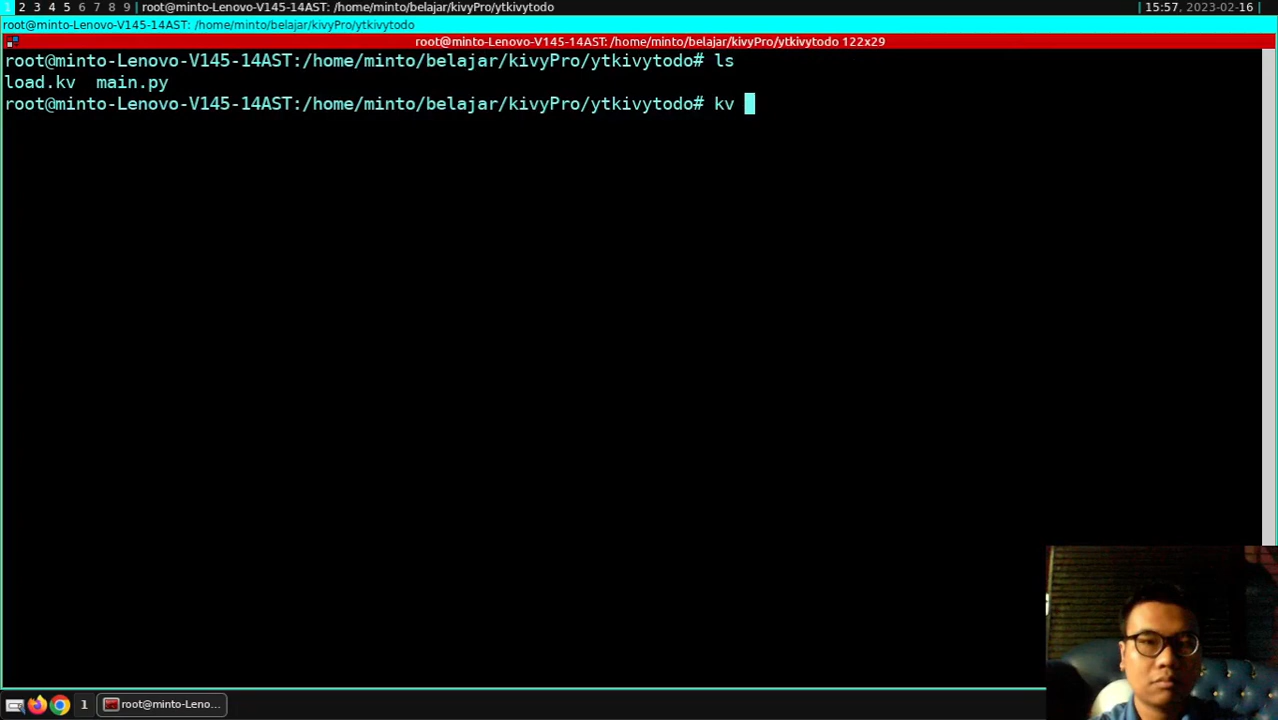 1 2 3 4 5 6 7 8 9 | root@minto-Lenovo-V145-14AST: /home/minto/belajar/kivyPro/ytkivytodo | 15:57, 2023-02-16 |
root@minto-Lenovo-V145-14AST: /home/minto/belajar/kivyPro/ytkivytodo
root@minto-Lenovo-V145-14AST: /home/minto/belajar/kivyPro/ytkivytodo 122x29
root@minto-Lenovo-V145-14AST:/home/minto/belajar/kivyPro/ytkivytodo# ls
load.kv  main.py
root@minto-Lenovo-V145-14AST:/home/minto/belajar/kivyPro/ytkivytodo# kv
1 root@minto-Leno...